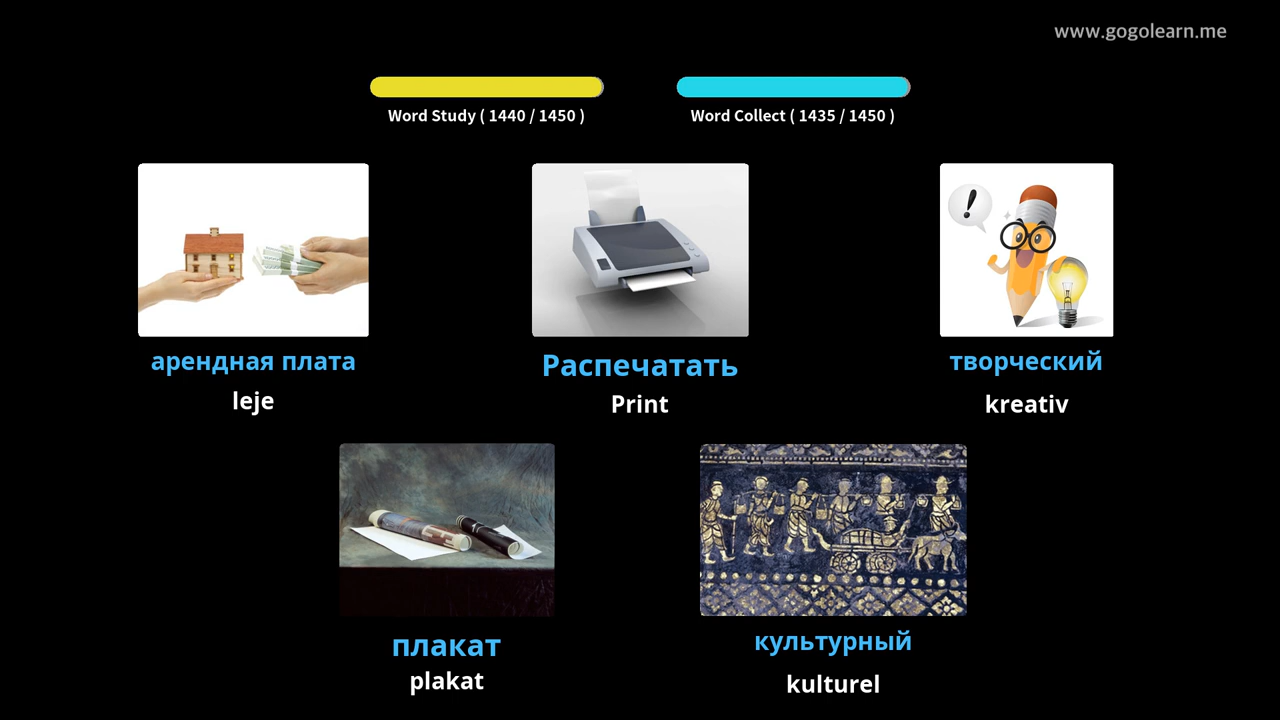 www.gogolearn.me
Word Study ( 1440 / 1450 )
Word Collect ( 1435 / 1450 )
арендная плата
leje
Распечатать
Print
!
творческий
kreativ
плакат
plakat
культурный
kulturel